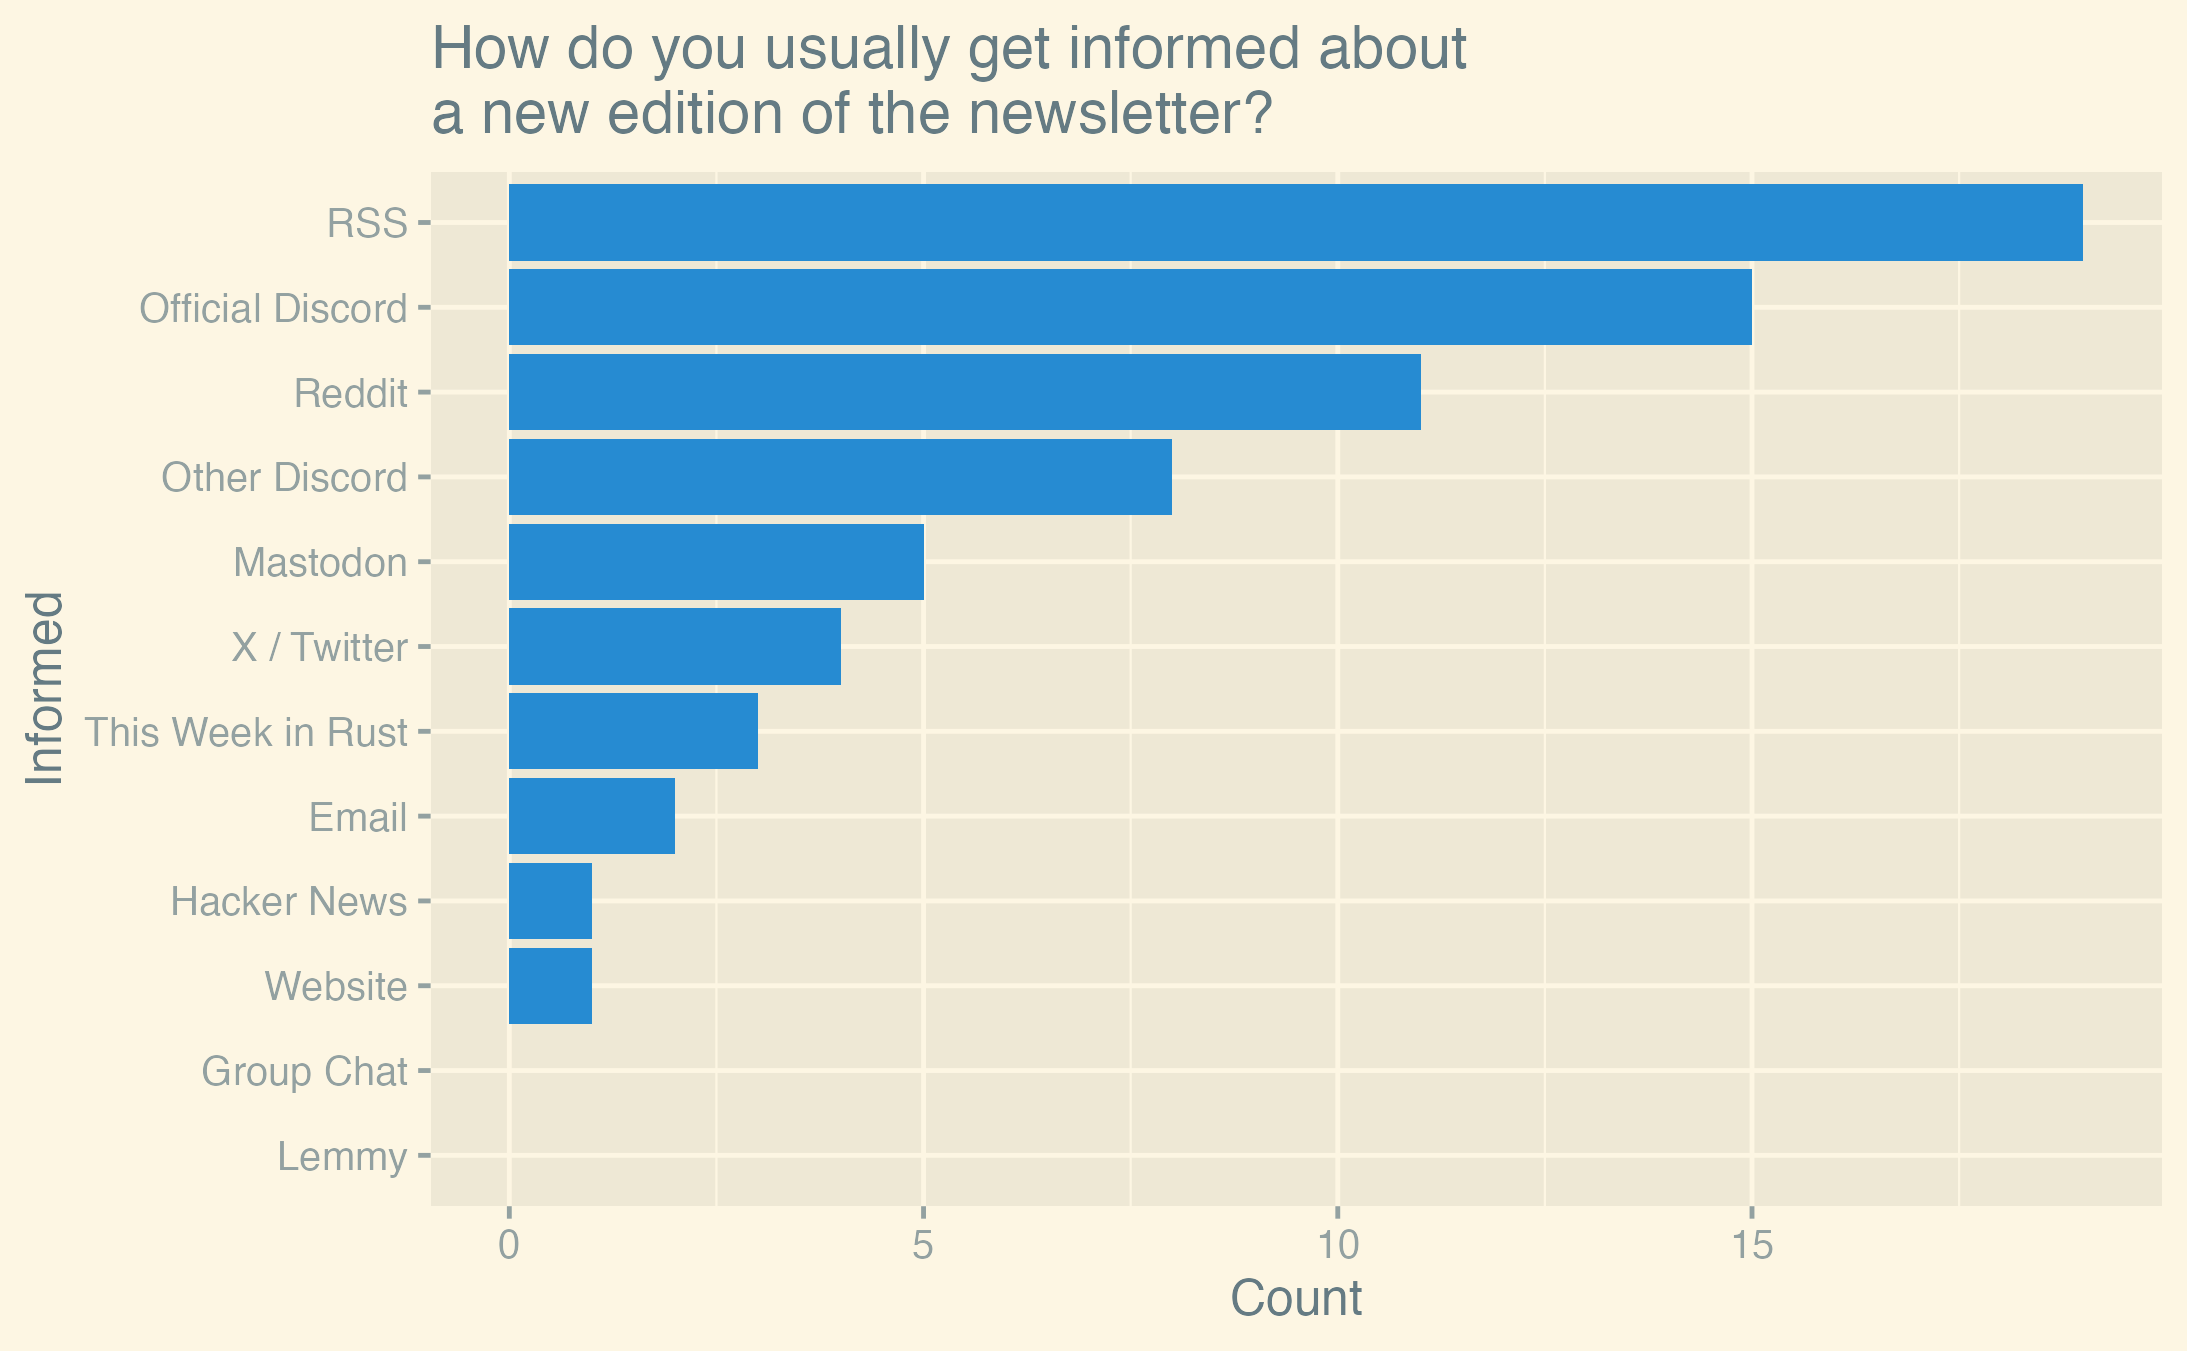 How do you usually get informed about
a new edition of the newsletter?
Informed
RSS
Official Discord
Reddit
Other Discord
Mastodon
X / Twitter
This Week in Rust
Email
Hacker News
Website
Group Chat
Lemmy
0 5 10 15
Count